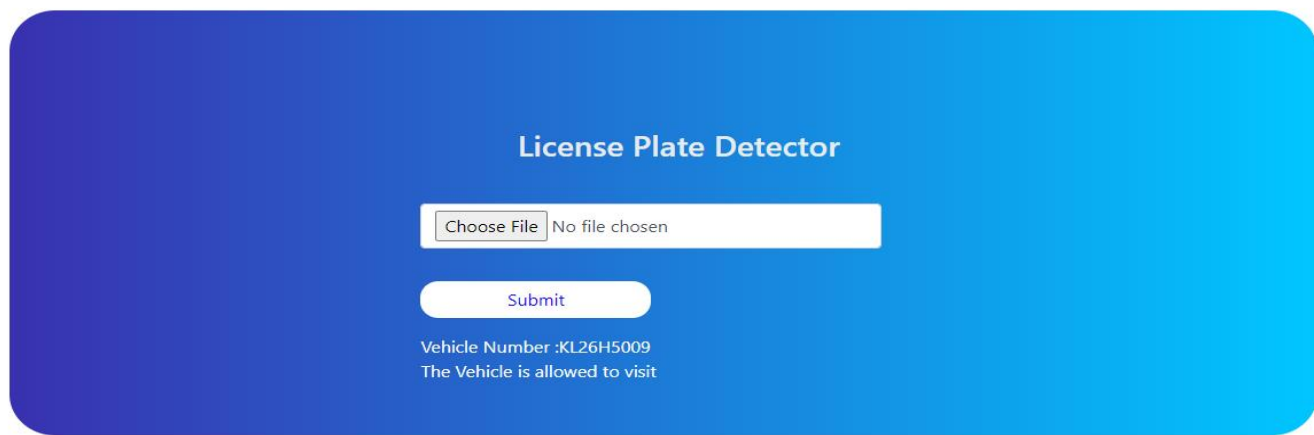 License Plate Detector
Choose File No file chosen
Submit
Vehicle Number :KL26H5009
The Vehicle is allowed to visit